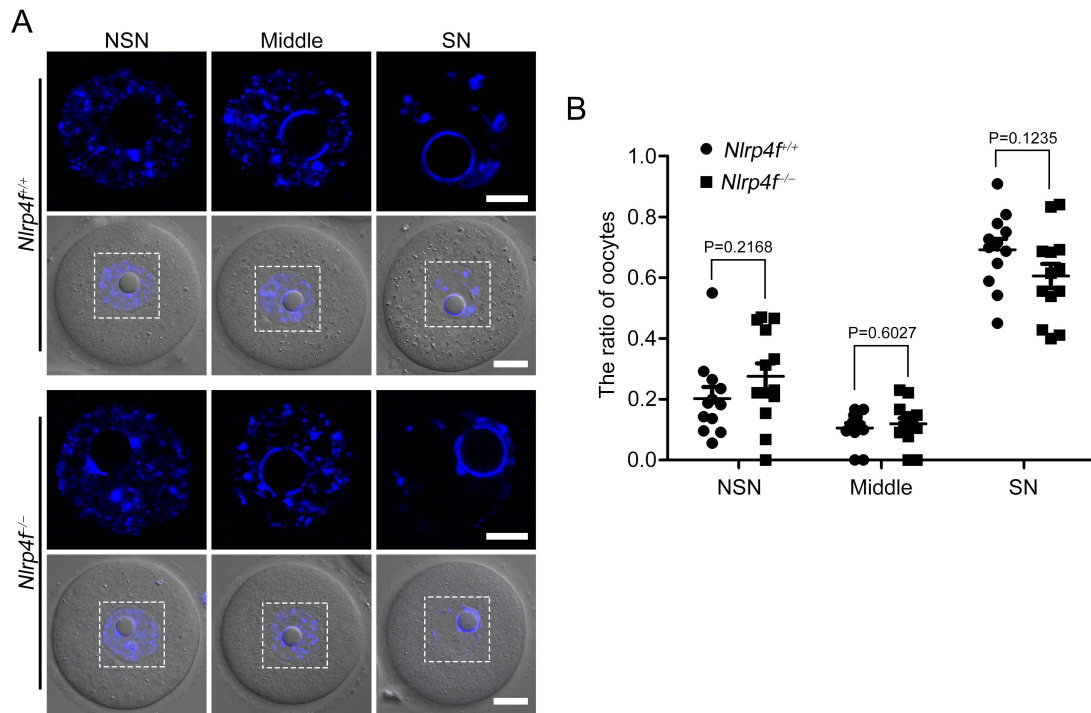 A
NSN Middle SN
Nlrp4f+/+
Nlrp4f-/-
B
Nlrp4f+/+
Nlrp4f-/-
P=0.2168
P=0.6027
P=0.1235
The ratio of oocytes
1.0
0.8
0.6
0.4
0.2
0.0
NSN Middle SN